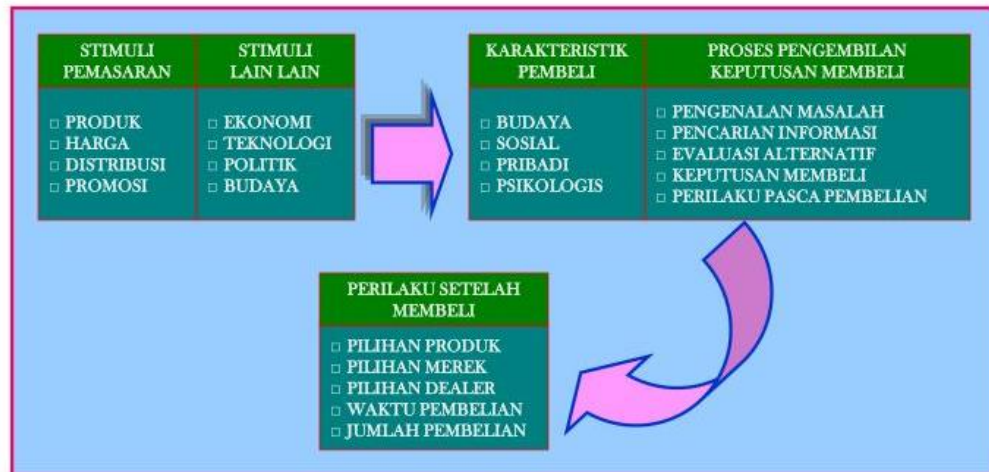 STIMULI
PEMASARAN
□ PRODUK
□ HARGA
□ DISTRIBUSI
□ PROMOSI
STIMULI
LAIN LAIN
□ EKONOMI
□ TEKNOLOGI
□ POLITIK
□ BUDAYA
KARAKTERISTIK
PEMBELI
□ BUDAYA
□ SOSIAL
□ PRIBADI
□ PSIKOLOGIS
PROSES PENGEMBILAN
KEPUTUSAN MEMBELI
□ PENGENALAN MASALAH
□ PENCARIAN INFORMASI
□ EVALUASI ALTERNATIF
□ KEPUTUSAN MEMBELI
□ PERILAKU PASCA PEMBELIAN
PERILAKU SETELAH
MEMBELI
□ PILIHAN PRODUK
□ PILIHAN MEREK
□ PILIHAN DEALER
□ WAKTU PEMBELIAN
□ JUMLAH PEMBELIAN